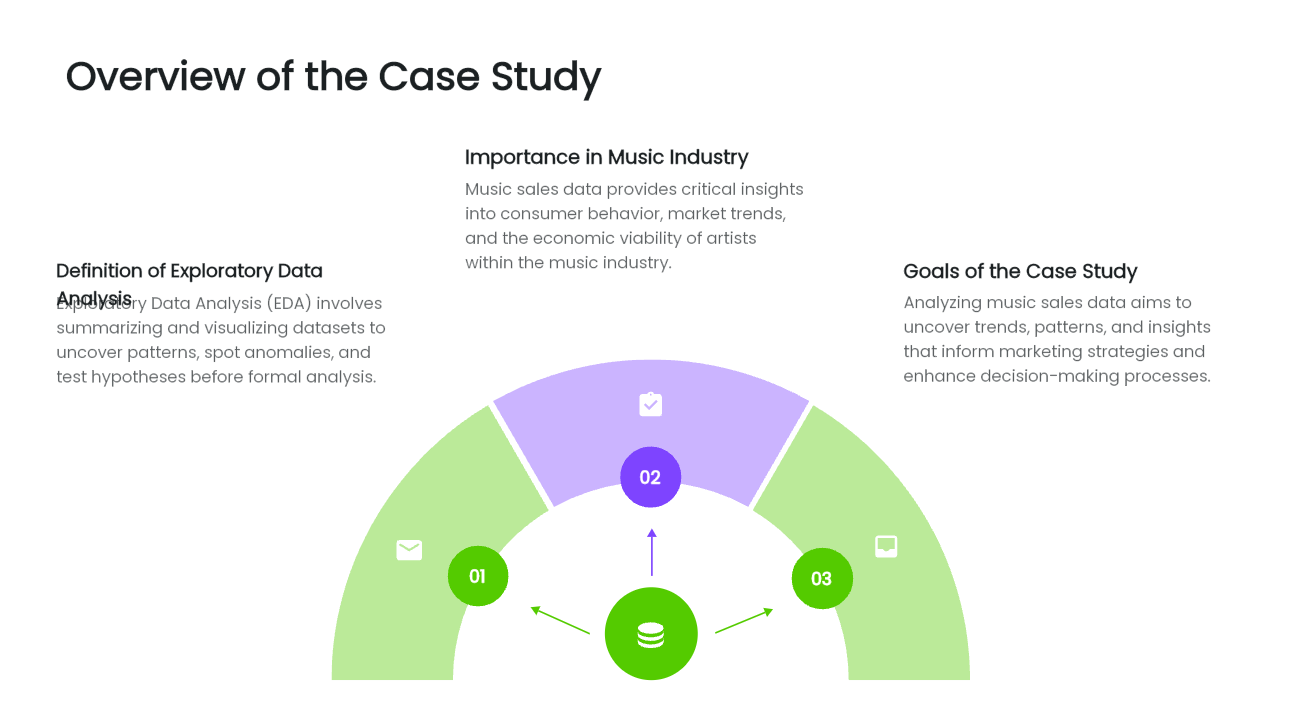 Overview of the Case Study
Importance in Music Industry
Music sales data provides critical insights
into consumer behavior, market trends,
and the economic viability of artists
within the music industry.
Definition of Exploratory Data
Analysis
Exploratory Data Analysis (EDA) involves
summarizing and visualizing datasets to
uncover patterns, spot anomalies, and
test hypotheses before formal analysis.
Goals of the Case Study
Analyzing music sales data aims to
uncover trends, patterns, and insights
that inform marketing strategies and
enhance decision-making processes.
02
01
03